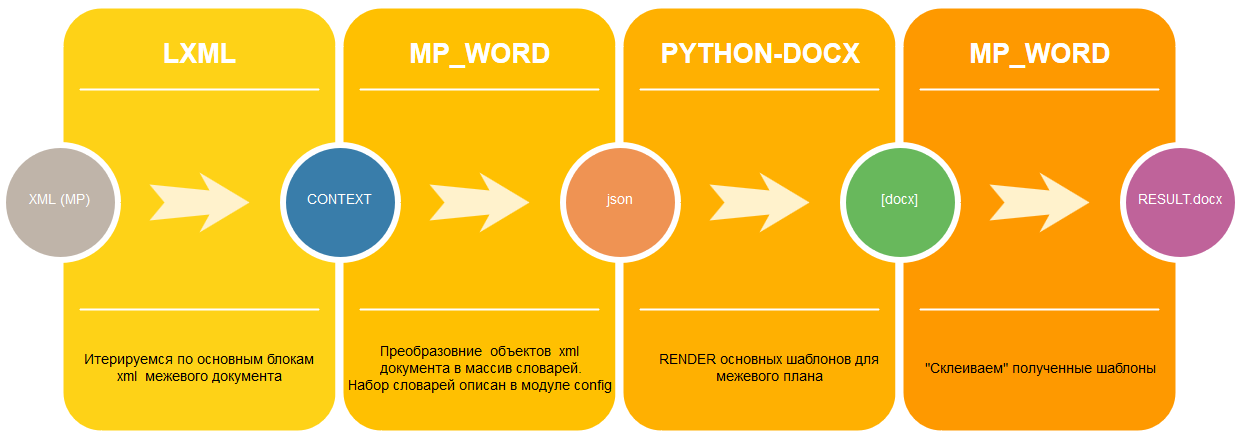 LXML
MP_WORD
PYTHON-DOCX
MP_WORD
XML (MP)
CONTEXT
json
[docx]
RESULT.docx
Итерируемся по основным блокам
xml межевого документа
Преобразовние объектов xml
документа в массив словарей.
Набор словарей описан в модуле config
RENDER основных шаблонов для
межевого плана
"Склеиваем" полученные шаблоны